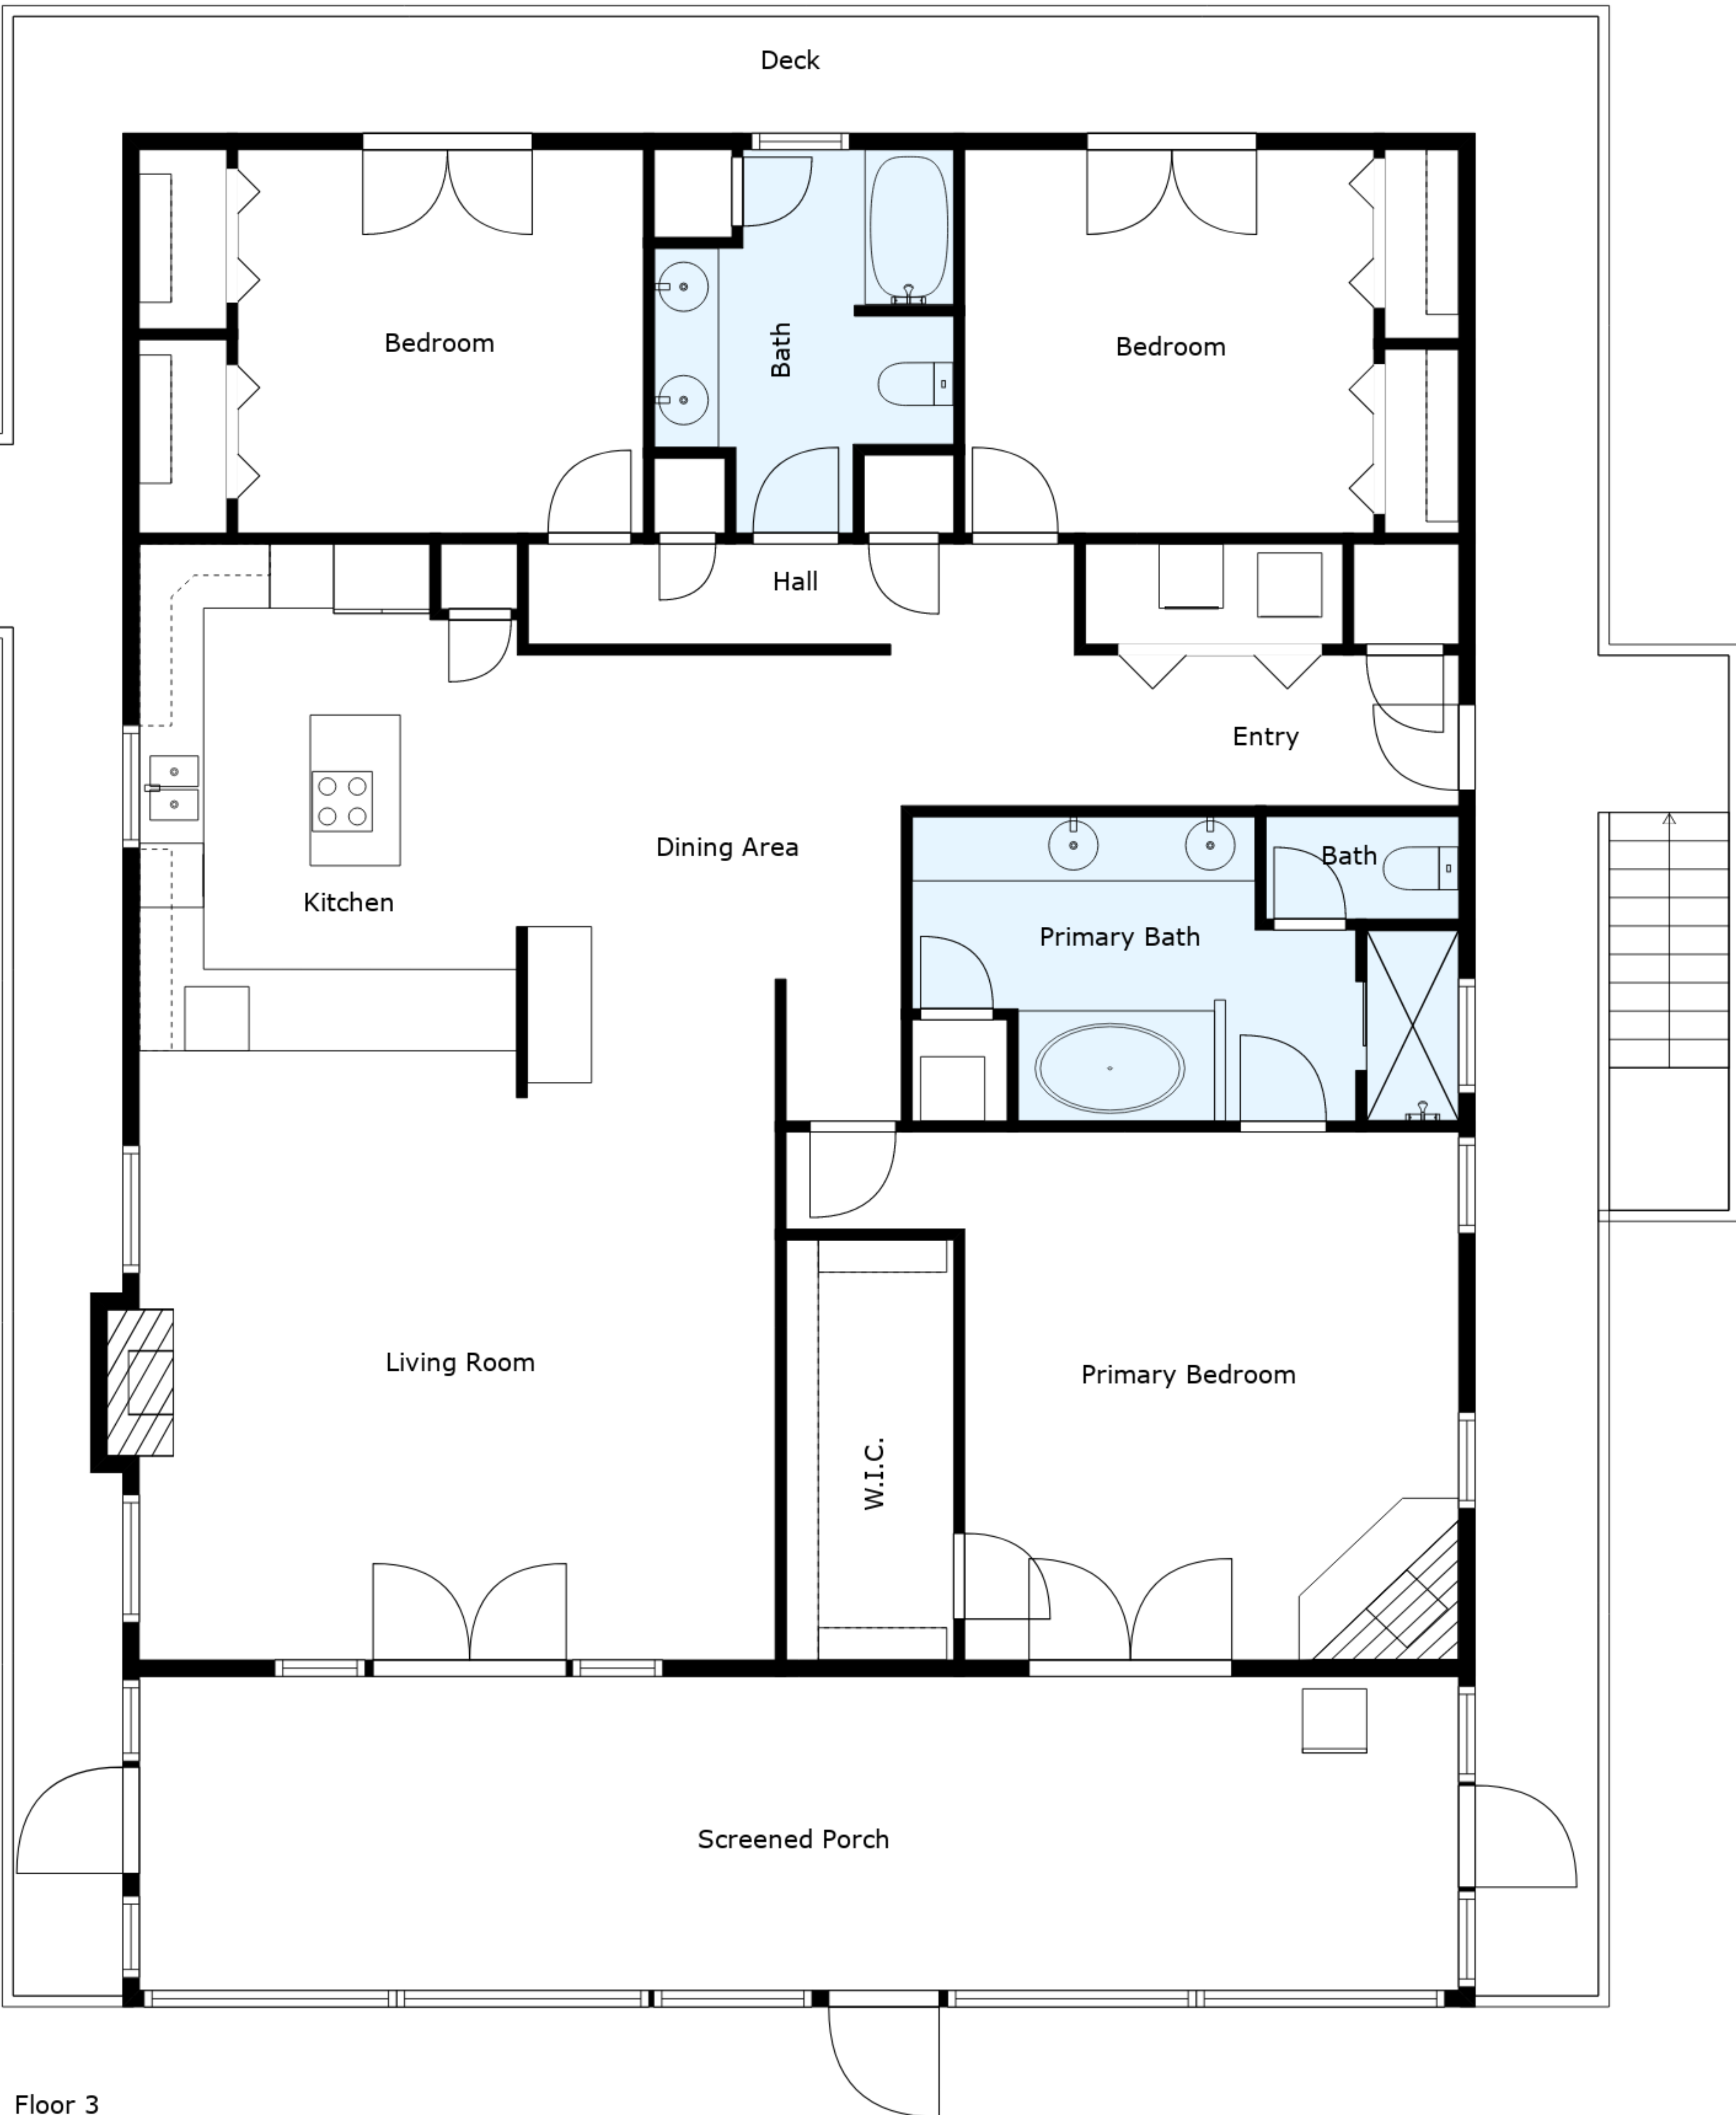 Deck
Bedroom
Bath
Bedroom
Hall
Entry
Dining Area
Bath
Kitchen
Primary Bath
Living Room
Primary Bedroom
W.I.C.
Screened Porch
Floor 3